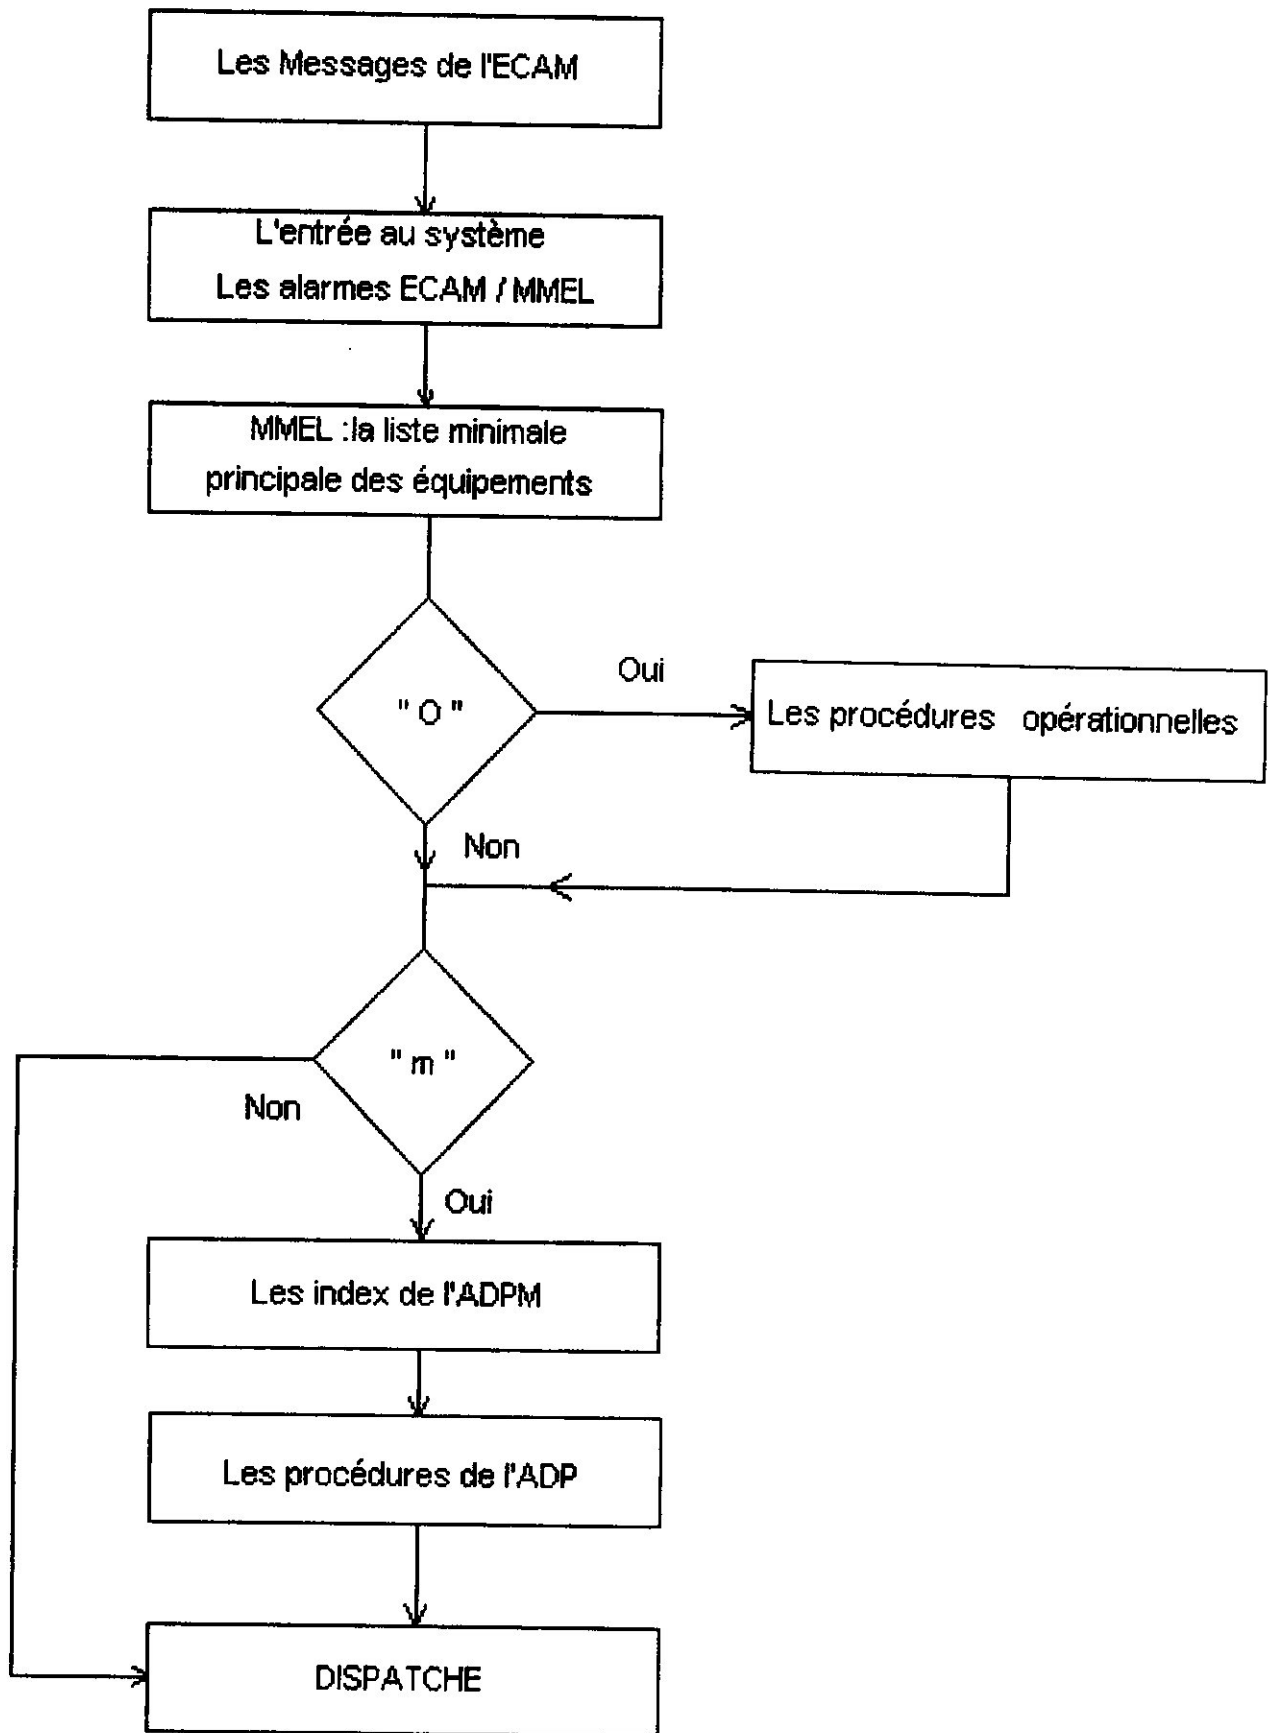 Les Messages de l'ECAM
L'entrée au système
Les alarmes ECAM / MMEL
MMEL :la liste minimale
principale des équipements
" O "
Oui
Les procédures opérationnelles
Non
" m "
Non
Oui
Les index de l'ADPM
Les procédures de l'ADP
DISPATCHE